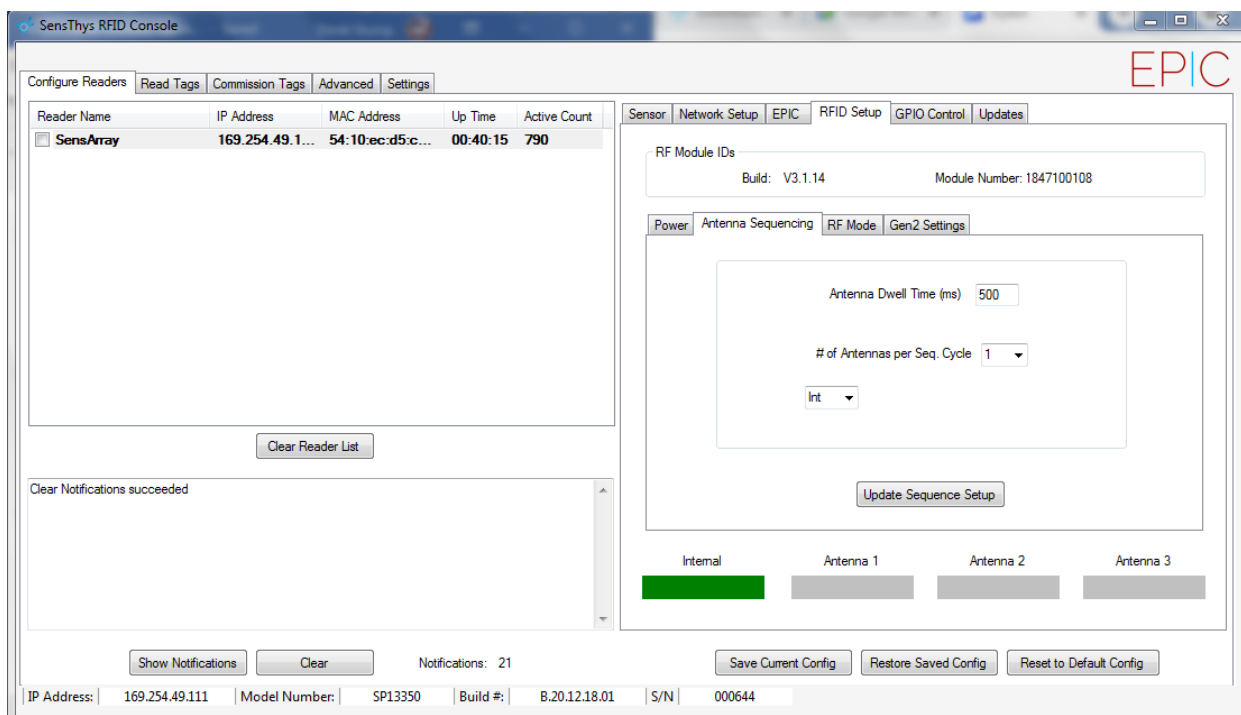 SensThys RFID Console
EPIC
Configure Readers Read Tags Commission Tags Advanced Settings
Reader Name IP Address MAC Address Up Time Active Count
SensArray 169.254.49.1... 54:10:ec:d5:c... 00:40:15 790
Clear Reader List
Clear Notifications succeeded
Show Notifications Clear Notifications: 21
Sensor Network Setup EPIC RFID Setup GPIO Control Updates
RF Module IDs
Build: V3.1.14 Module Number: 1847100108
Power Antenna Sequencing RF Mode Gen2 Settings
Antenna Dwell Time (ms) 500
# of Antennas per Seq. Cycle 1
Int
Update Sequence Setup
Internal Antenna 1 Antenna 2 Antenna 3
Save Current Config Restore Saved Config Reset to Default Config
IP Address: 169.254.49.111 Model Number: SP13350 Build #: B.20.12.18.01 S/N 000644